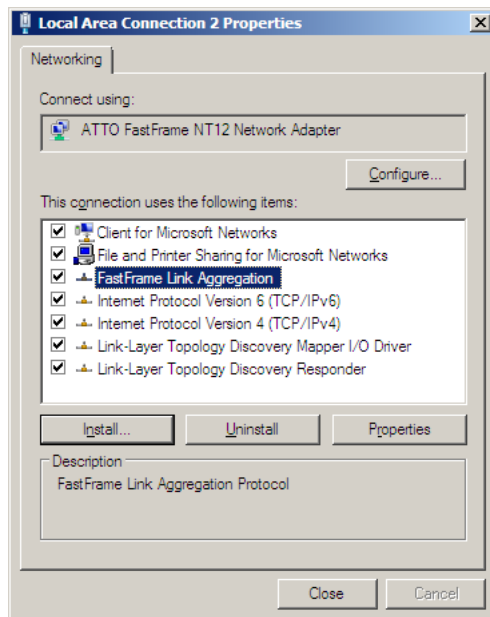 Local Area Connection 2 Properties
Networking
Connect using:
ATTO FastFrame NT12 Network Adapter
Configure...
This connection uses the following items:
Client for Microsoft Networks
File and Printer Sharing for Microsoft Networks
FastFrame Link Aggregation
Internet Protocol Version 6 (TCP/IPv6)
Internet Protocol Version 4 (TCP/IPv4)
Link-Layer Topology Discovery Mapper I/O Driver
Link-Layer Topology Discovery Responder
Install...
Uninstall
Properties
Description
FastFrame Link Aggregation Protocol
Close
Cancel